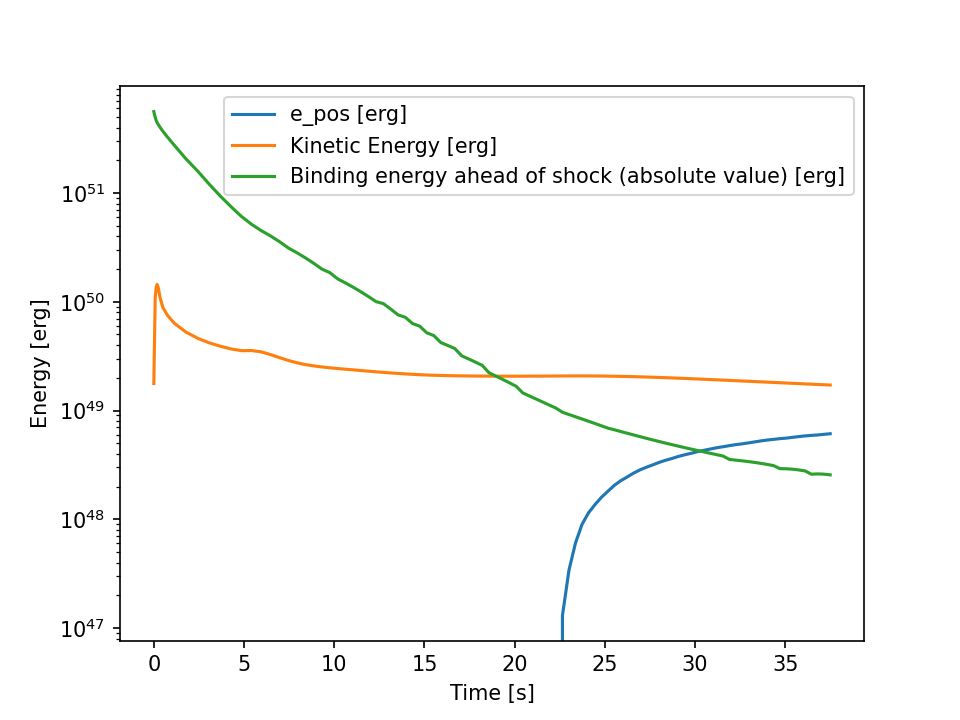 e_pos [erg]
Kinetic Energy [erg]
Binding energy ahead of shock (absolute value) [erg]
Energy [erg]
10^51
10^50
10^49
10^48
10^47
0 5 10 15 20 25 30 35
Time [s]